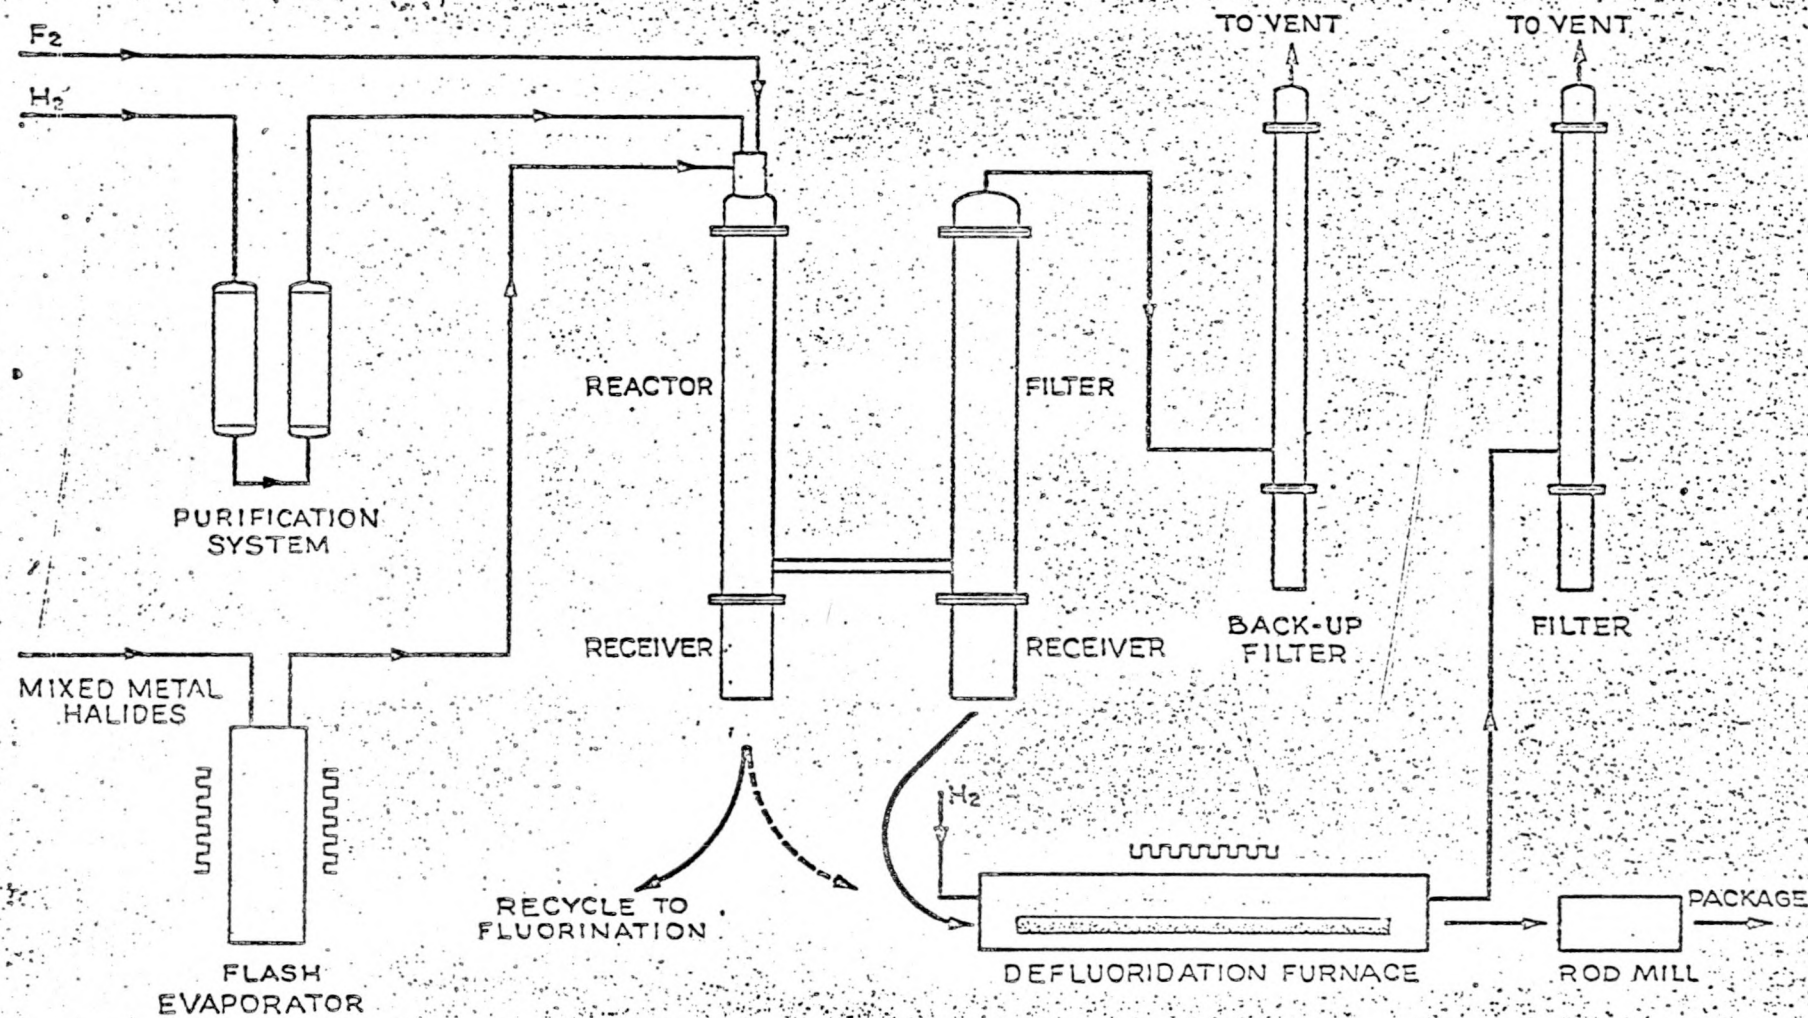 TO VENT
TO VENT
F2
H2
REACTOR
FILTER
PURIFICATION
SYSTEM
BACK-UP
FILTER
FILTER
RECEIVER
RECEIVER
MIXED METAL
HALIDES
H2
RECYCLE TO
FLUORINATION
PACKAGE
FLASH
EVAPORATOR
DEFLUORIDATION FURNACE
ROD MILL